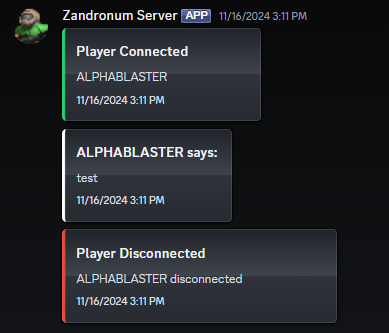 Zandronum Server APP 11/16/2024 3:11 PM
Player Connected
ALPHABLASTER
11/16/2024 3:11 PM
ALPHABLASTER says:
test
11/16/2024 3:11 PM
Player Disconnected
ALPHABLASTER disconnected
11/16/2024 3:11 PM